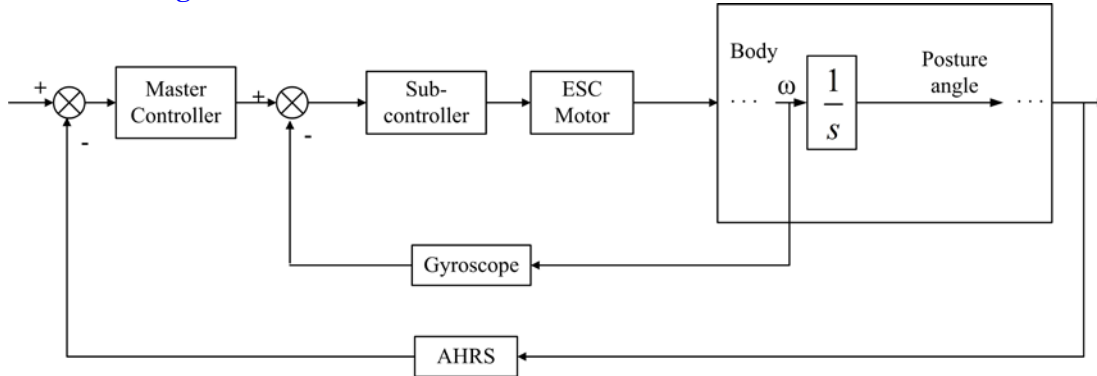 +
-
Master
Controller
+
-
Sub-
controller
ESC
Motor
Body
...
ω
1
s
Posture
angle
...
Gyroscope
AHRS